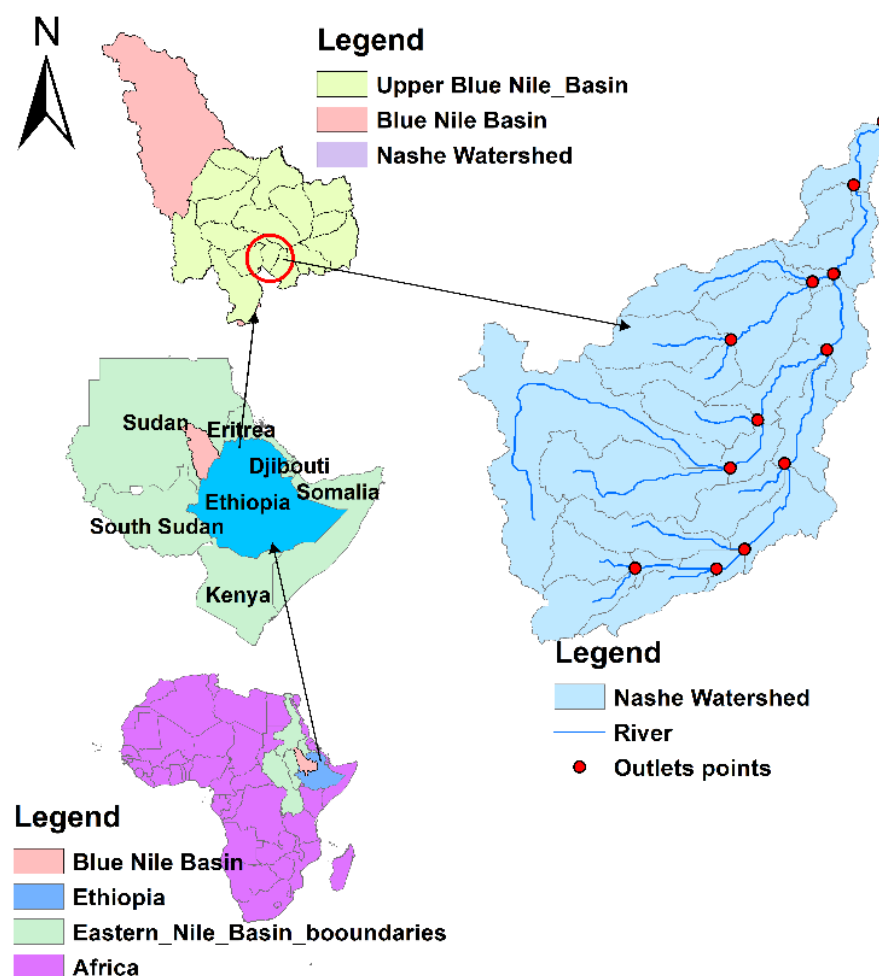 N
Legend
Upper Blue Nile_Basin
Blue Nile Basin
Nashe Watershed
Sudan
Eritrea
Djibouti
Somalia
Ethiopia
South Sudan
Kenya
Legend
Nashe Watershed
River
Outlets points
Legend
Blue Nile Basin
Ethiopia
Eastern_Nile_Basin_booundaries
Africa